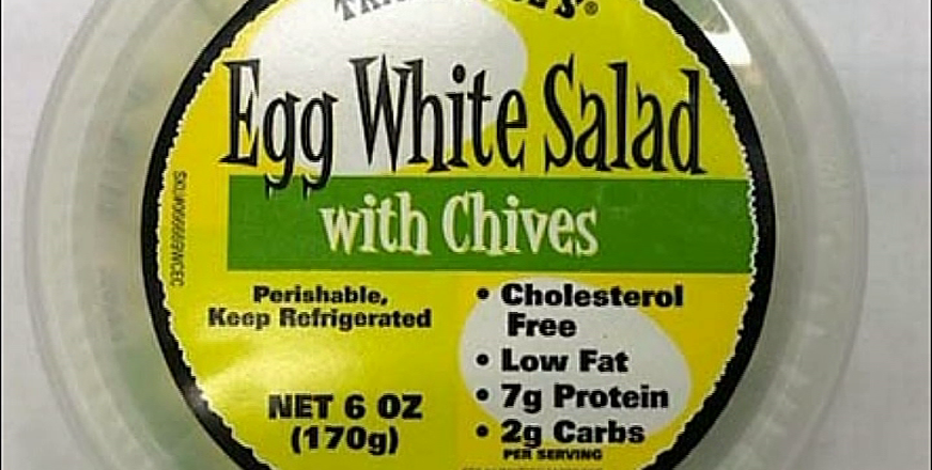 Egg White Salad
with Chives
Perishable,
Keep Refrigerated
NET 6 OZ
(170g)
• Cholesterol
Free
• Low Fat
• 7g Protein
• 2g Carbs
PER SERVING